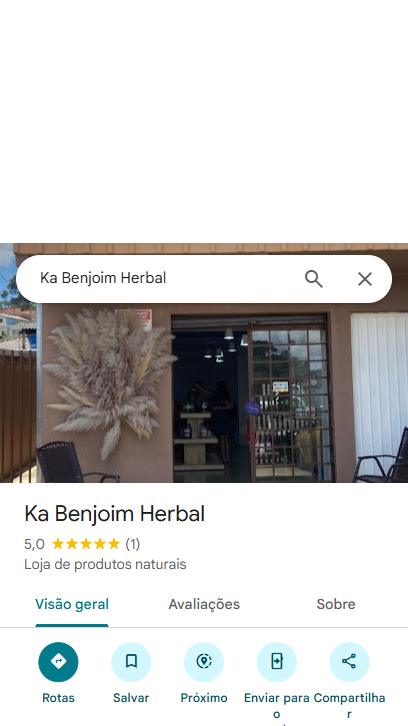 Ka Benjoim Herbal
Ka Benjoim Herbal
5,0 ★★★★★ (1)
Loja de produtos naturais
Visão geral Avaliações Sobre
Rotas Salvar Próximo Enviar para o Compartilhar